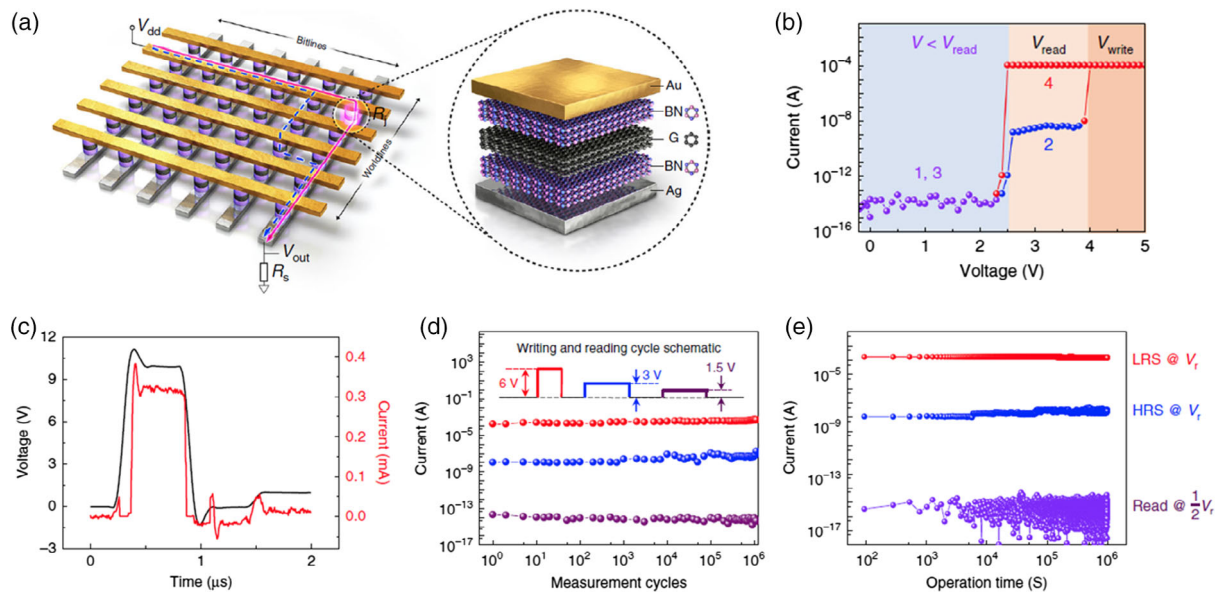 (a)
V_dd
Bitlines
R_j
Wordlines
V_out
R_s
Au
BN
G
BN
Ag
(b)
V < V_read
V_read
V_write
4
2
1, 3
10^-4
10^-8
10^-12
10^-14
10^-16
Current (A)
0 1 2 3 4 5
Voltage (V)
(c)
12
9
6
3
0
-3
Voltage (V)
0.4
0.3
0.2
0.1
0.0
Current (mA)
0 1 2
Time (μs)
(d)
Writing and reading cycle schematic
6 V
3 V
1.5 V
10^3
10^-1
10^-5
10^-9
10^-13
10^-17
Current (A)
10^0 10^1 10^2 10^3 10^4 10^5 10^6
Measurement cycles
(e)
10^-5
10^-9
10^-13
10^-17
Current (A)
10^2 10^3 10^4 10^5 10^6
Operation time (S)
LRS @ V_r
HRS @ V_r
Read @ 1/2 V_r